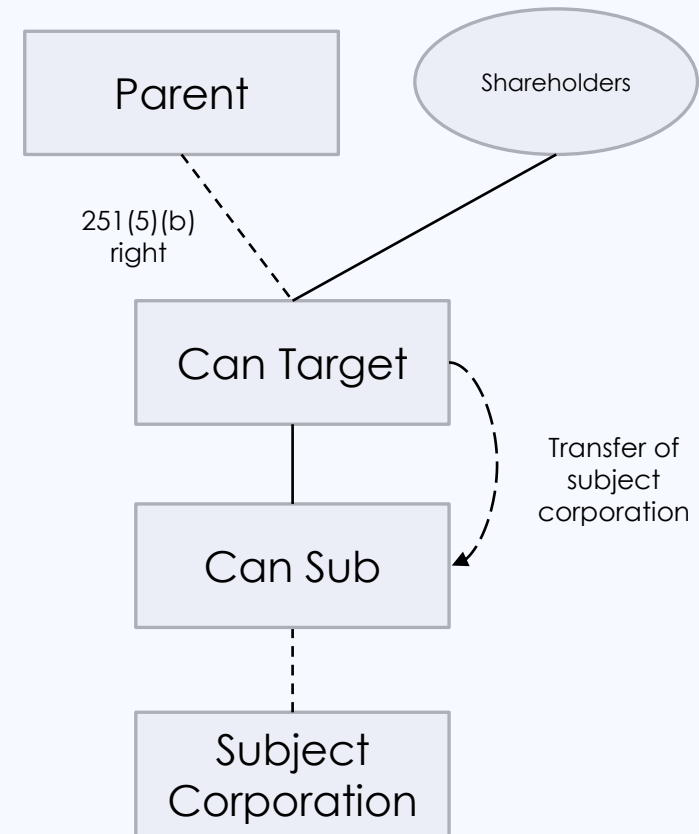 Parent
Shareholders
251(5)(b)
right
Can Target
Transfer of
subject
corporation
Can Sub
Subject
Corporation